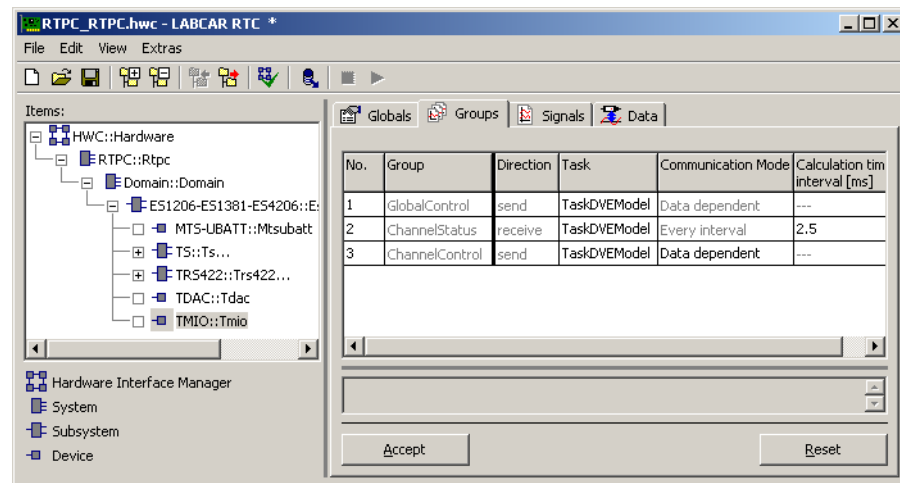 RTPC_RTPC.hwc - LABCAR RTC *
File Edit View Extras
Items:
HWC::Hardware
RTPC::Rtpc
Domain::Domain
ES1206-ES1381-ES4206::E
MTS-UBATT::Mtsubatt
TS::Ts...
TRS422::Trs422...
TDAC::Tdac
TMIO::Tmio
Hardware Interface Manager
System
Subsystem
Device
Globals Groups Signals Data
No. Group Direction Task Communication Mode Calculation tim
interval [ms]
1 GlobalControl send TaskDVEModel Data dependent ---
2 ChannelStatus receive TaskDVEModel Every interval 2.5
3 ChannelControl send TaskDVEModel Data dependent ---
Accept Reset